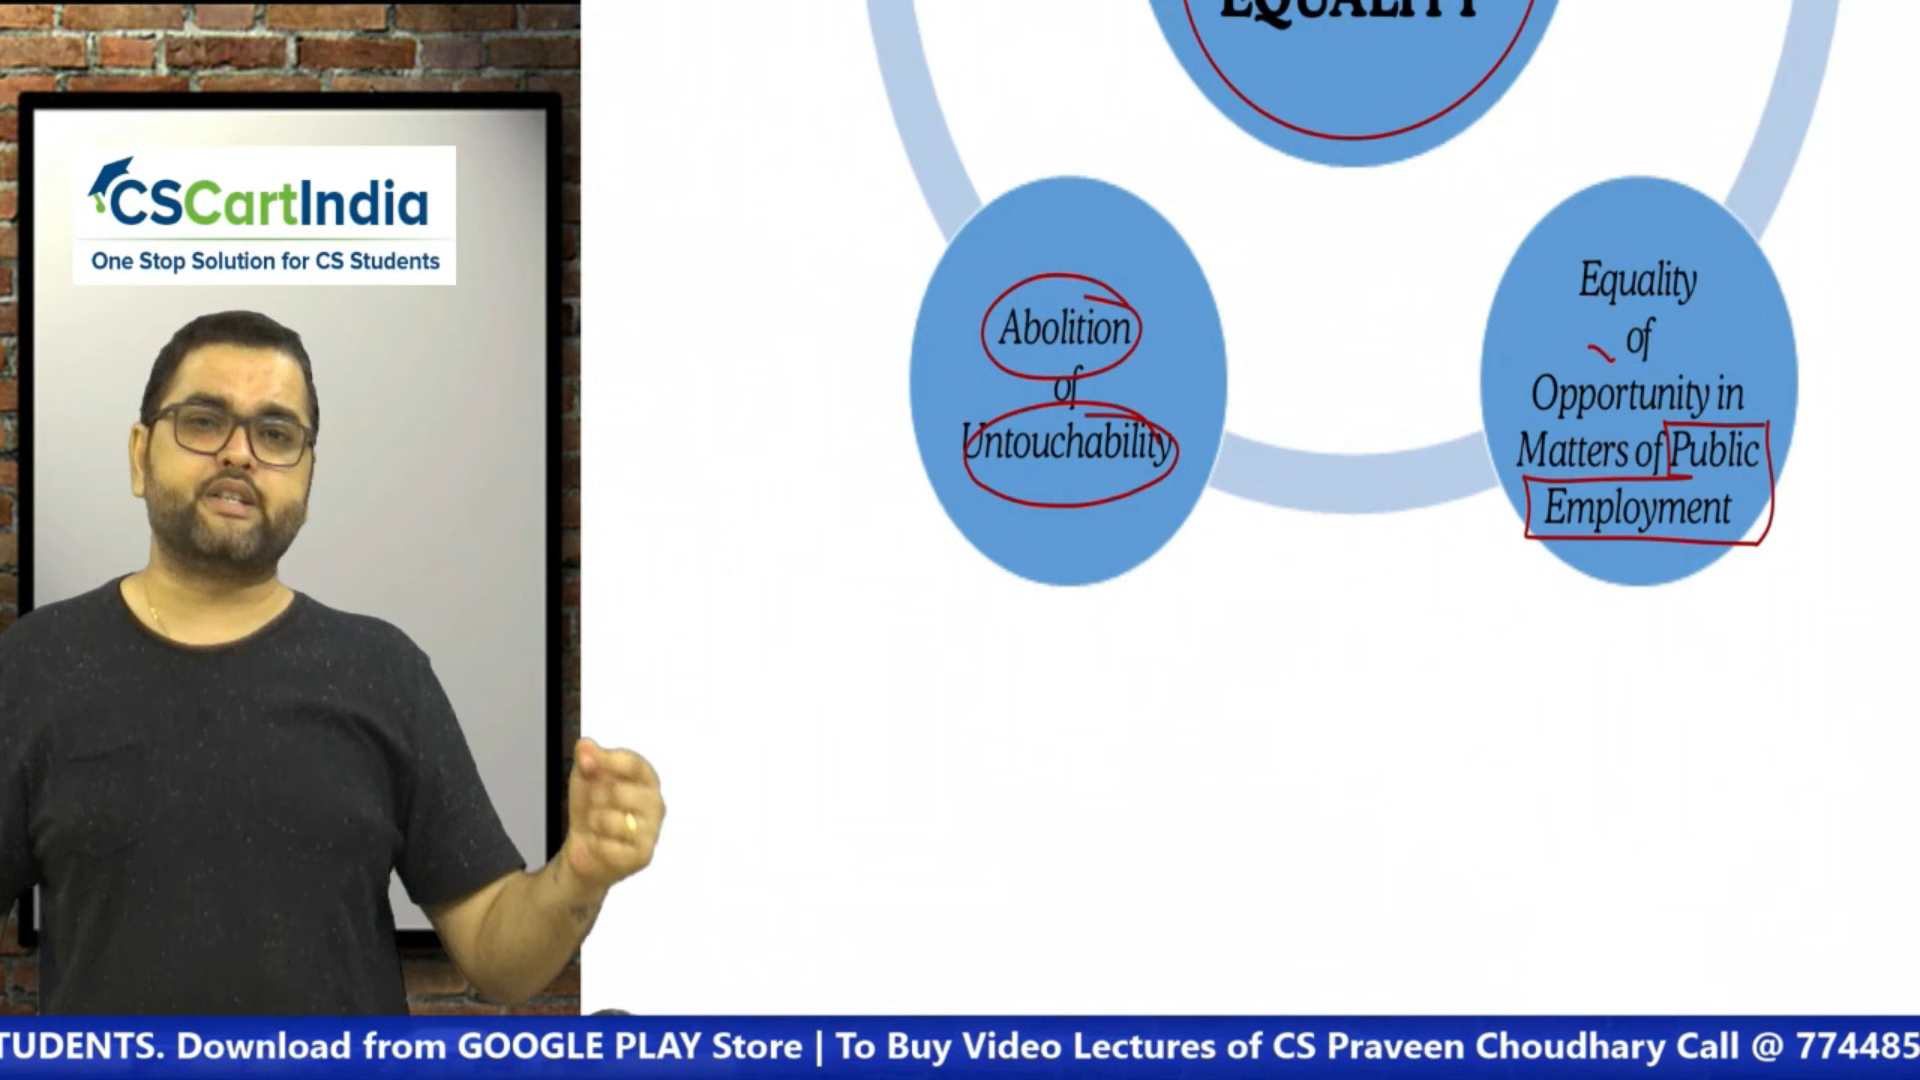 CSCartIndia
One Stop Solution for CS Students
EQUALITY
Abolition
of
Untouchability
Equality
of
Opportunity in
Matters of Public
Employment
TUDENTS. Download from GOOGLE PLAY Store | To Buy Video Lectures of CS Praveen Choudhary Call @ 774485